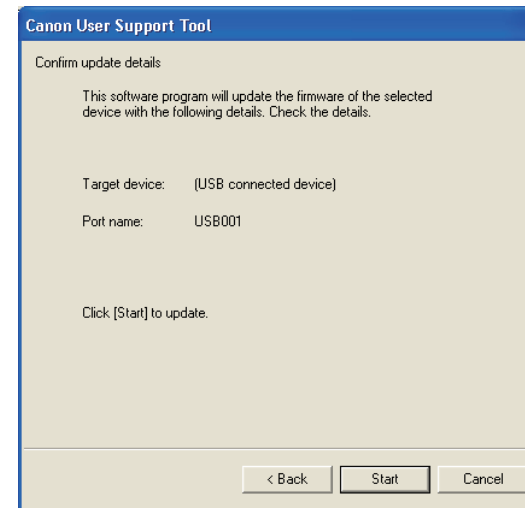 Canon User Support Tool
Confirm update details
This software program will update the firmware of the selected
device with the following details. Check the details.
Target device: (USB connected device)
Port name: USB001
Click [Start] to update.
< Back Start Cancel